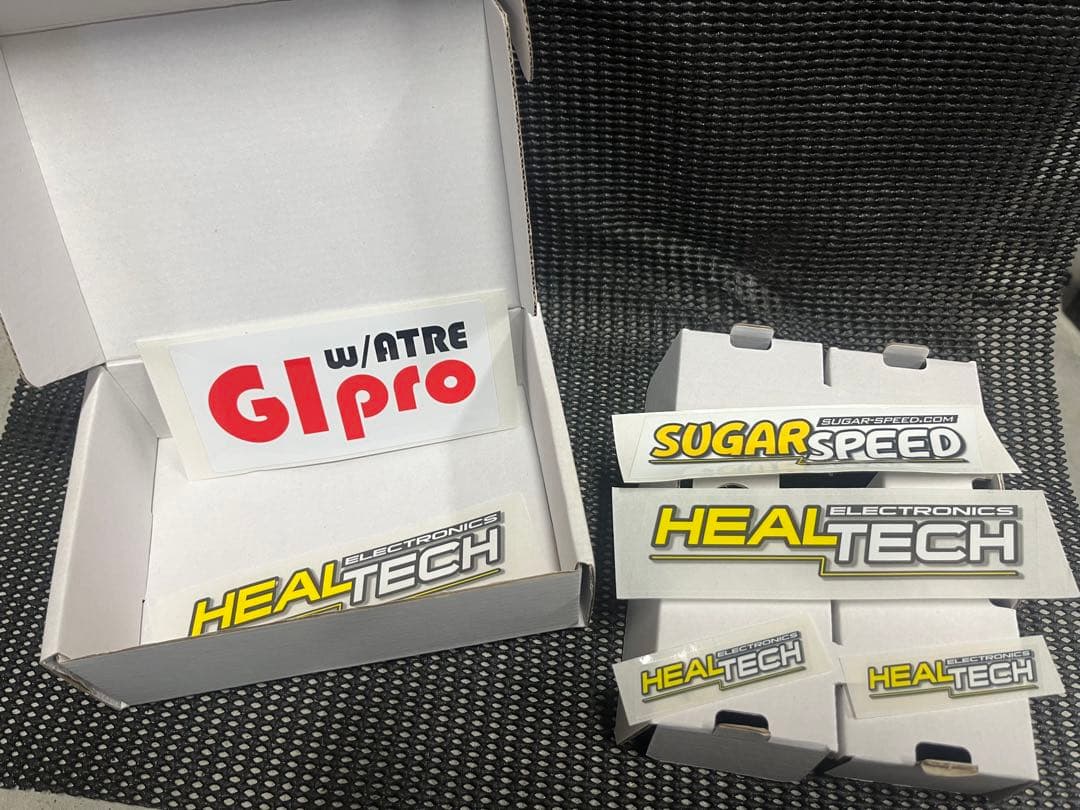 w/ATRE
GIpro
ELECTRONICS
HEALTECH
SUGAR-SPEED.COM
SUGARSPEED
ELECTRONICS
HEALTECH
ELECTRONICS
HEALTECH
ELECTRONICS
HEALTECH